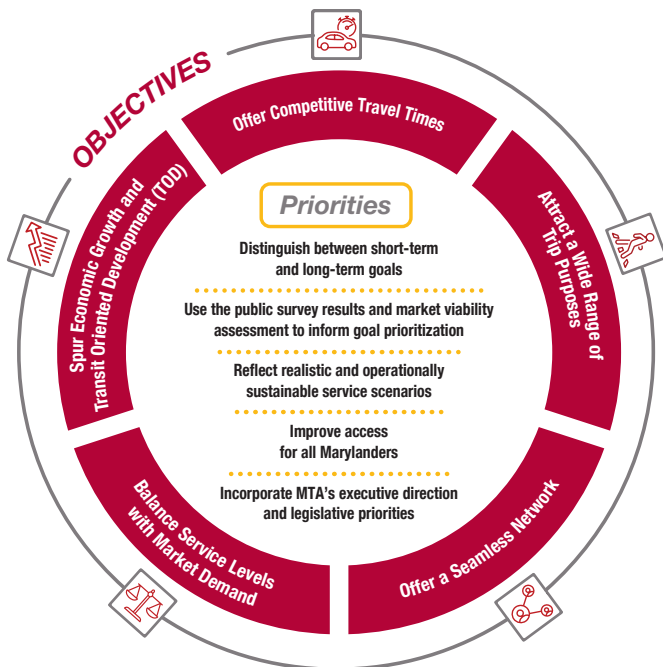 OBJECTIVES
Offer Competitive Travel Times
Attract a Wide Range of
Trip Purposes
Offer a Seamless Network
Balance Service Levels
with Market Demand
Spur Economic Growth and
Transit Oriented Development (TOD)
Priorities
Distinguish between short-term
and long-term goals
Use the public survey results and market viability
assessment to inform goal prioritization
Reflect realistic and operationally
sustainable service scenarios
Improve access
for all Marylanders
Incorporate MTA’s executive direction
and legislative priorities